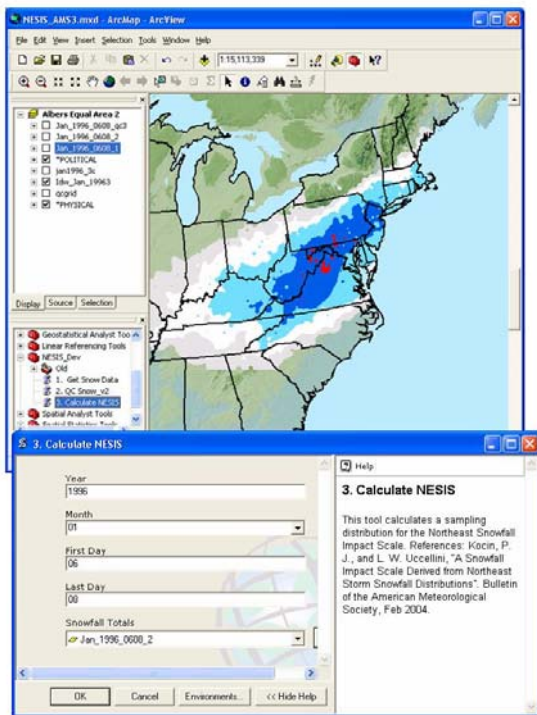 NESIS_AMS3.mxd - ArcMap - ArcView
File Edit View Insert Selection Tools Window Help
1:15,113,339
Albers Equal Area 2
Jan_1996_0608_qc3
Jan_1996_0608_2
Jan_1996_0608_1
*POLITICAL
jan1996_3c
Idw_Jan_19963
qcgrid
*PHYSICAL
Display Source Selection
Geostatistical Analyst Too
Linear Referencing Tools
NESIS_Dev
Old
1. Get Snow Data
2. QC Snow_v2
3. Calculate NESIS
Spatial Analyst Tools
Spatial Statistics Tools
3. Calculate NESIS
Year
1996
Month
01
First Day
06
Last Day
08
Snowfall Totals
Jan_1996_0608_2
OK Cancel Environments... << Hide Help
Help
3. Calculate NESIS
This tool calculates a sampling
distribution for the Northeast Snowfall
Impact Scale. References: Kocin, P.
J., and L. W. Uccellini, "A Snowfall
Impact Scale Derived from Northeast
Storm Snowfall Distributions". Bulletin
of the American Meteorological
Society, Feb 2004.